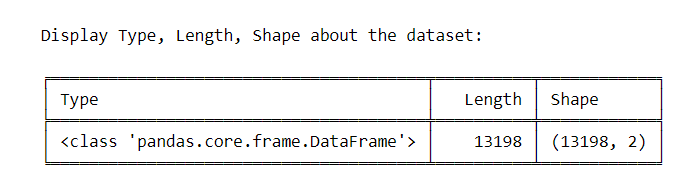 Display Type, Length, Shape about the dataset:
Type Length Shape
<class 'pandas.core.frame.DataFrame'> 13198 (13198, 2)